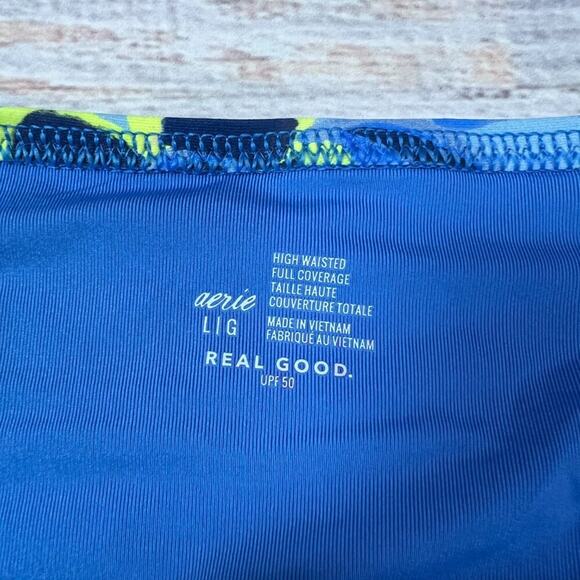 HIGH WAISTED
FULL COVERAGE
TAILLE HAUTE
COUVERTURE TOTALE
aerie
L|G
MADE IN VIETNAM
FABRIQUÉ AU VIETNAM
REAL GOOD.
UPF 50